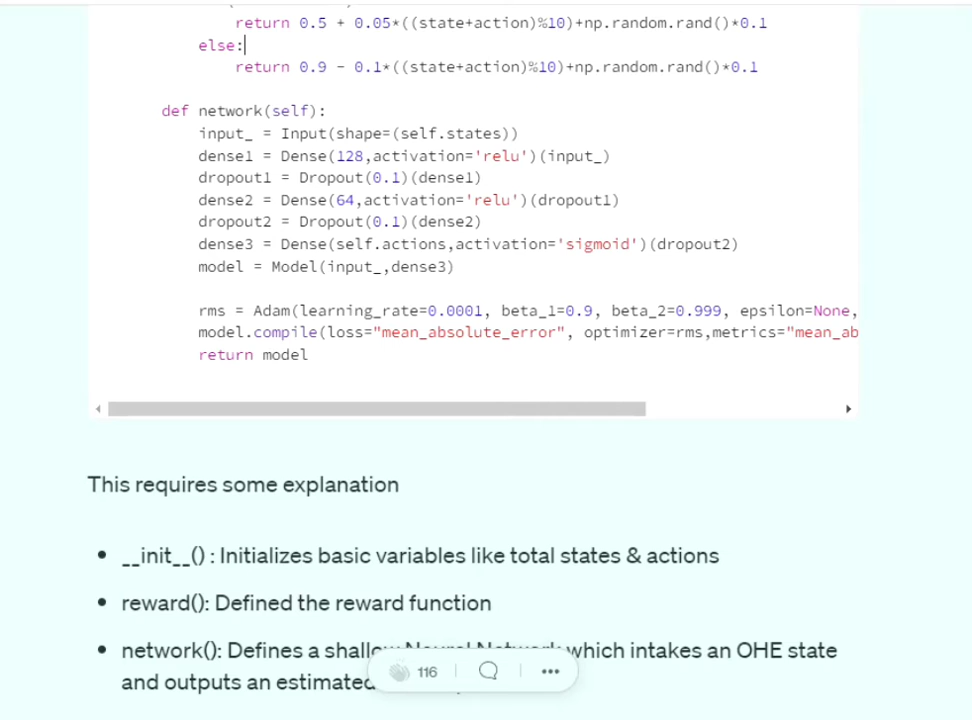 return 0.5 + 0.05*((state+action)%10)+np.random.rand()*0.1
else:
return 0.9 - 0.1*((state+action)%10)+np.random.rand()*0.1
def network(self):
input_ = Input(shape=(self.states))
dense1 = Dense(128,activation='relu')(input_)
dropout1 = Dropout(0.1)(dense1)
dense2 = Dense(64,activation='relu')(dropout1)
dropout2 = Dropout(0.1)(dense2)
dense3 = Dense(self.actions,activation='sigmoid')(dropout2)
model = Model(input_,dense3)
rms = Adam(learning_rate=0.0001, beta_1=0.9, beta_2=0.999, epsilon=None,
model.compile(loss="mean_absolute_error", optimizer=rms,metrics="mean_ab
return model
This requires some explanation
• __init__() : Initializes basic variables like total states & actions
• reward(): Defined the reward function
• network(): Defines a shallow Neural Network which intakes an OHE state
and outputs an estimated
116